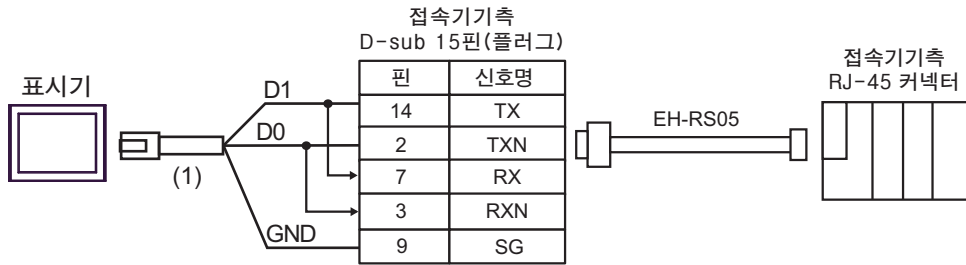 접속기기측
D-sub 15핀(플러그)
접속기기측
RJ-45 커넥터
표시기
핀 신호명
D1
14 TX
EH-RS05
D0
2 TXN
(1)
7 RX
3 RXN
GND
9 SG